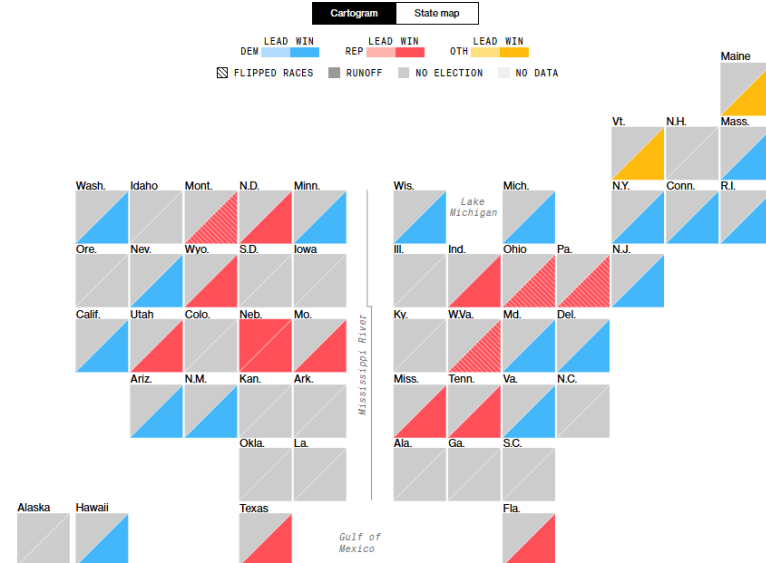 Cartogram State map
LEAD WIN LEAD WIN LEAD WIN
DEM REP OTH
FLIPPED RACES RUNOFF NO ELECTION NO DATA
Maine
Vt. N.H. Mass.
Wash. Idaho Mont. N.D. Minn. Wis. Mich. N.Y. Conn. R.I.
Lake
Michigan
Ore. Nev. Wyo. S.D. Iowa Ill. Ind. Ohio Pa. N.J.
Calif. Utah Colo. Neb. Mo. Ky. W.Va. Md. Del.
Mississippi River
Ariz. N.M. Kan. Ark. Miss. Tenn. Va. N.C.
Okla. La. Ala. Ga. S.C.
Alaska Hawaii Texas Fla.
Gulf of
Mexico